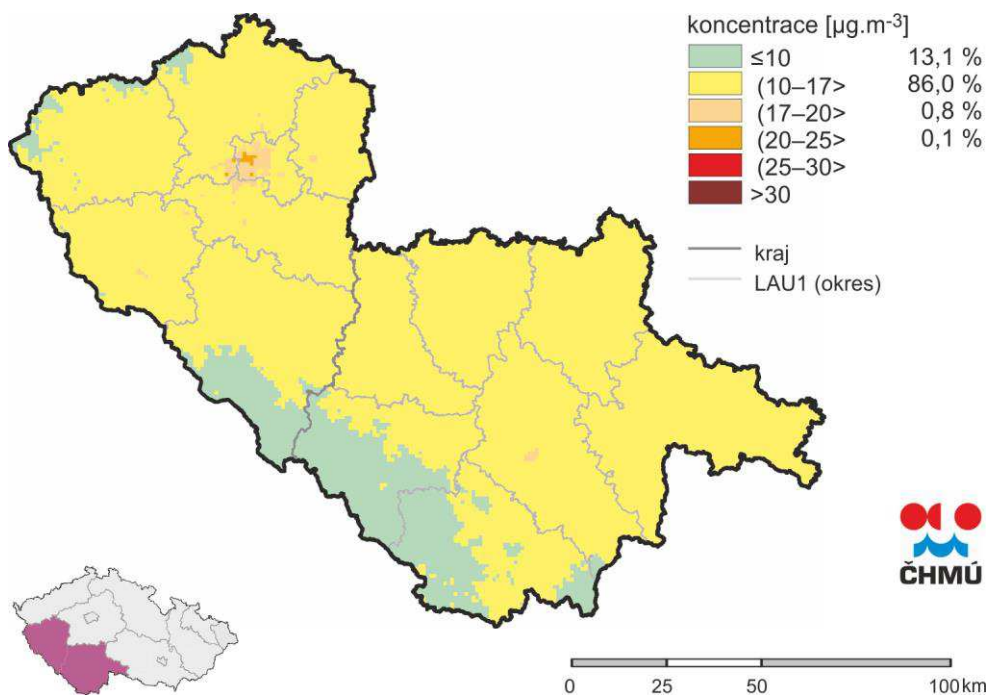 koncentrace [µg.m⁻³]
≤10 13,1 %
(10–17> 86,0 %
(17–20> 0,8 %
(20–25> 0,1 %
(25–30>
>30
kraj
LAU1 (okres)
ČHMÚ
0 25 50 100 km